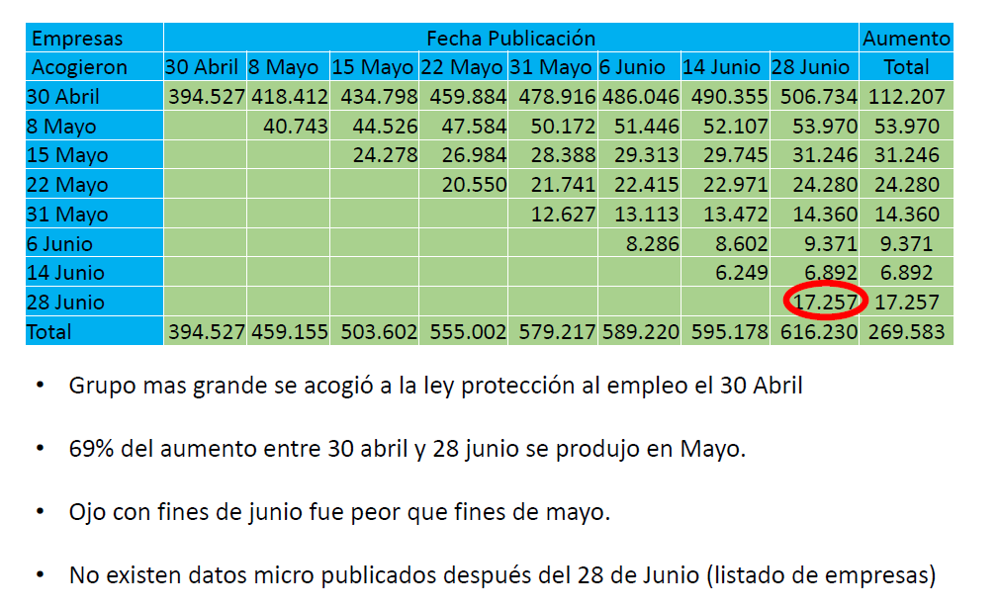 Empresas Fecha Publicación Aumento
Acogieron 30 Abril 8 Mayo 15 Mayo 22 Mayo 31 Mayo 6 Junio 14 Junio 28 Junio Total
30 Abril 394.527 418.412 434.798 459.884 478.916 486.046 490.355 506.734 112.207
8 Mayo 40.743 44.526 47.584 50.172 51.446 52.107 53.970 53.970
15 Mayo 24.278 26.984 28.388 29.313 29.745 31.246 31.246
22 Mayo 20.550 21.741 22.415 22.971 24.280 24.280
31 Mayo 12.627 13.113 13.472 14.360 14.360
6 Junio 8.286 8.602 9.371 9.371
14 Junio 6.249 6.892 6.892
28 Junio 17.257 17.257
Total 394.527 459.155 503.602 555.002 579.217 589.220 595.178 616.230 269.583
• Grupo mas grande se acogió a la ley protección al empleo el 30 Abril
• 69% del aumento entre 30 abril y 28 junio se produjo en Mayo.
• Ojo con fines de junio fue peor que fines de mayo.
• No existen datos micro publicados después del 28 de Junio (listado de empresas)